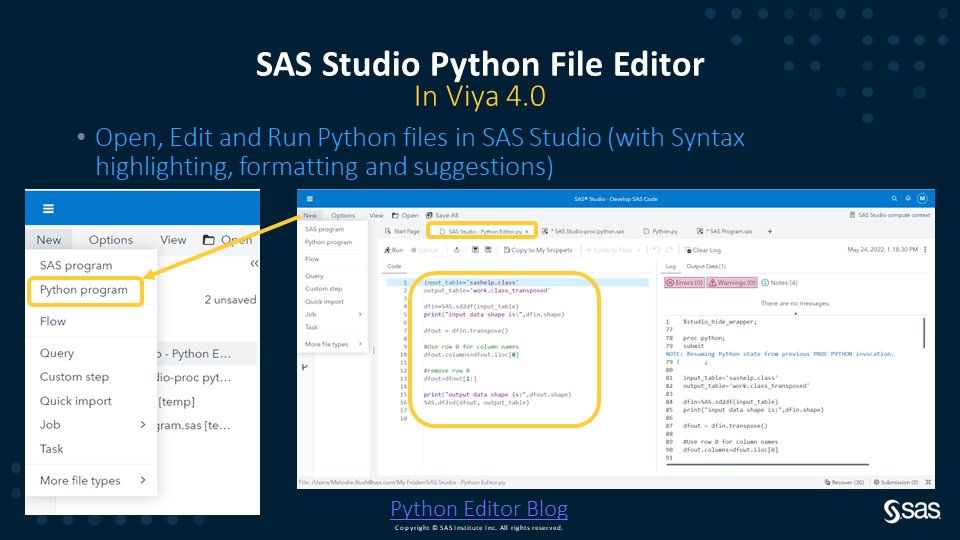 SAS Studio Python File Editor
In Viya 4.0
• Open, Edit and Run Python files in SAS Studio (with Syntax
highlighting, formatting and suggestions)
New Options View Open
SAS program
Python program
2 unsaved
Flow
Query
o - Python E...
Custom step
dio-proc pyt...
Quick import
[temp]
Job
gram.sas [te...
Task
More file types
SAS® Studio - Develop SAS Code
M
New Options View Open Save All
SAS Studio compute context
SAS program
Python program
Flow
Query
Custom step
Quick import
Job
Task
More file types
Start Page
SAS Studio - Python Editor.py ×
* SAS Studio-proc python.sas
Python.py
* SAS Program.sas
+
Run Cancel Copy to My Snippets Code to Flow Clear Log
May 24, 2022, 1:18:30 PM
Code
1 input_table='sashelp.class'
2 output_table='work.class_transposed'
3
4 dfin=SAS.sd2df(input_table)
5 print("input data shape is:",dfin.shape)
6
7 dfout = dfin.transpose()
8
9 #Use row 0 for column names
10 dfout.columns=dfout.iloc[0]
11
12 #remove row 0
13 dfout=dfout[1:]
14
15 print("output data shape is:",dfout.shape)
16 SAS.df2sd(dfout, output_table)
17
18
Log Output Data (1)
Errors (0) Warnings (0) Notes (4)
There are no messages.
1 %studio_hide_wrapper;
77
78 proc python;
79 submit
NOTE: Resuming Python state from previous PROC PYTHON invocation.
79 ! ;
80
81 input_table='sashelp.class'
82 output_table='work.class_transposed'
83
84 dfin=SAS.sd2df(input_table)
85 print("input data shape is:",dfin.shape)
86
87 dfout = dfin.transpose()
88
89 #Use row 0 for column names
90 dfout.columns=dfout.iloc[0]
91
File: /Users/Melodie.Rush@sas.com/My Folder/SAS Studio - Python Editor.py
Recover (30) Submission (0)
Python Editor Blog
Copyright © SAS Institute Inc. All rights reserved.
sas